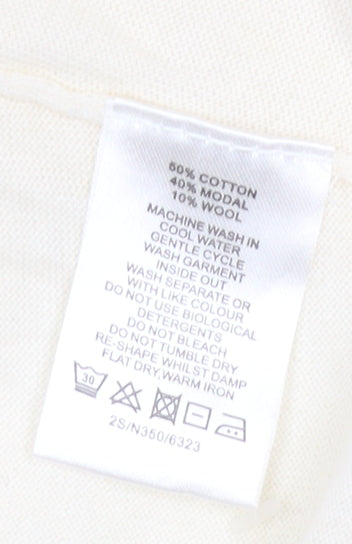 50% COTTON
40% MODAL
10% WOOL
MACHINE WASH IN
COOL WATER
GENTLE CYCLE
WASH GARMENT
INSIDE OUT
WASH SEPARATE OR
WITH LIKE COLOUR
DO NOT USE BIOLOGICAL
DETERGENTS
DO NOT BLEACH
DO NOT TUMBLE DRY
RE-SHAPE WHILST DAMP
FLAT DRY,WARM IRON
30
2S/N350/6323